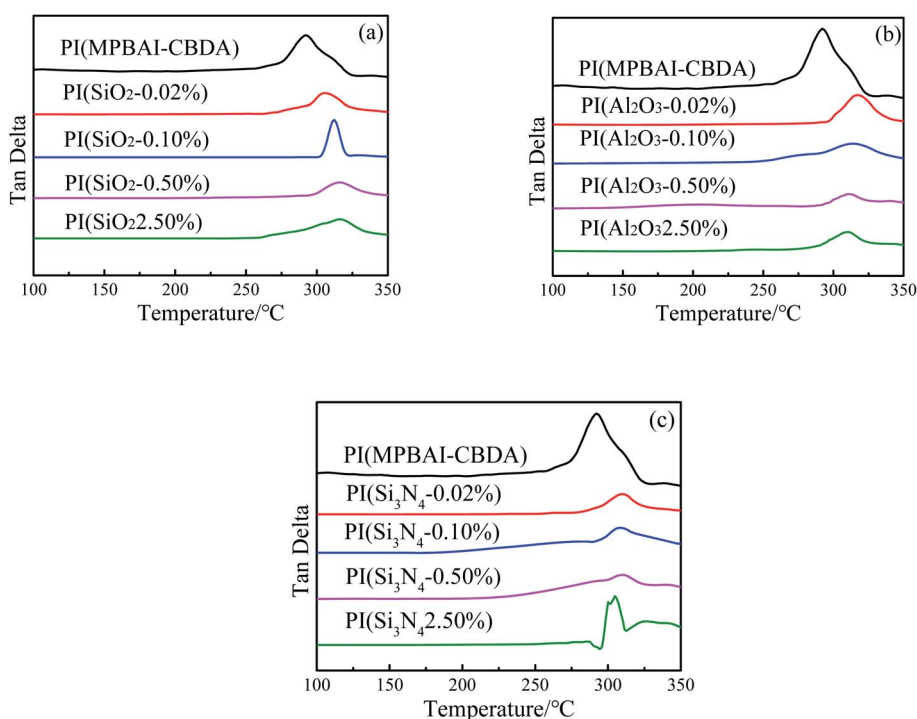 (a)
PI(MPBAI-CBDA)
PI(SiO2-0.02%)
PI(SiO2-0.10%)
PI(SiO2-0.50%)
PI(SiO22.50%)
Tan Delta
100 150 200 250 300 350
Temperature/℃
(b)
PI(MPBAI-CBDA)
PI(Al2O3-0.02%)
PI(Al2O3-0.10%)
PI(Al2O3-0.50%)
PI(Al2O32.50%)
Tan Delta
100 150 200 250 300 350
Temperature/℃
(c)
PI(MPBAI-CBDA)
PI(Si₃N₄-0.02%)
PI(Si₃N₄-0.10%)
PI(Si₃N₄-0.50%)
PI(Si₃N₄2.50%)
Tan Delta
100 150 200 250 300 350
Temperature/℃